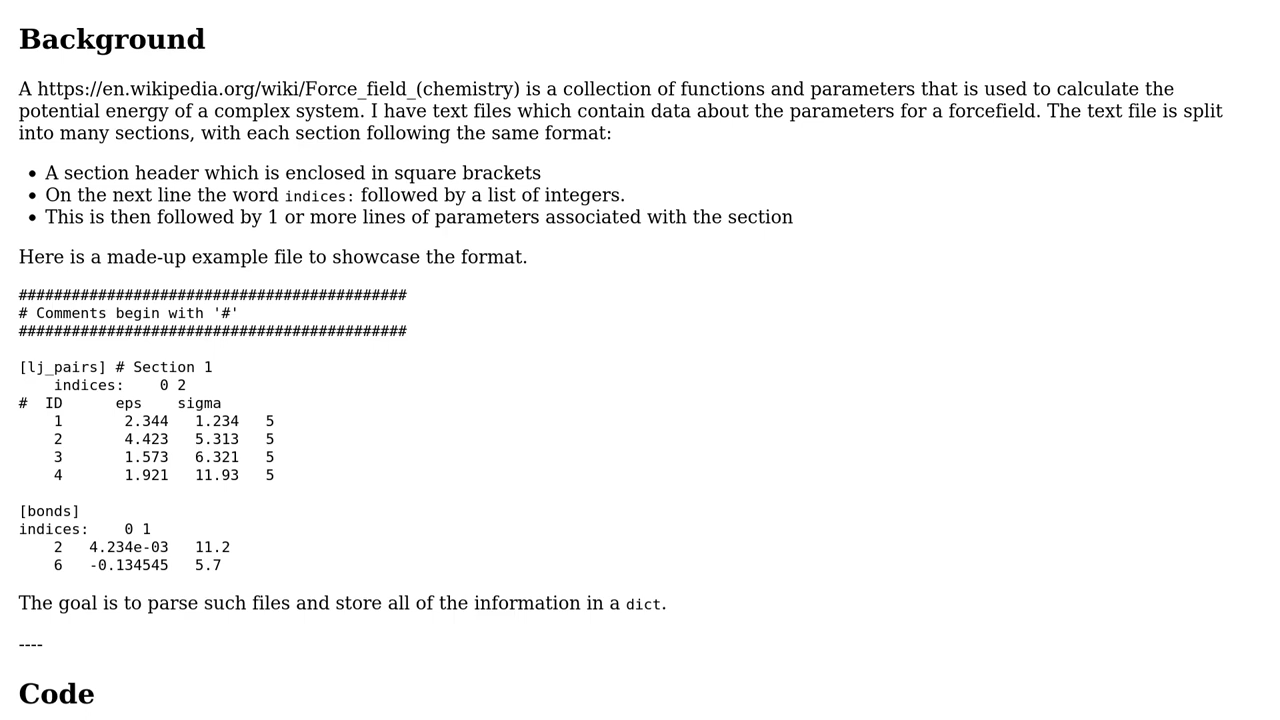 Background
A https://en.wikipedia.org/wiki/Force_field_(chemistry) is a collection of functions and parameters that is used to calculate the
potential energy of a complex system. I have text files which contain data about the parameters for a forcefield. The text file is split
into many sections, with each section following the same format:
• A section header which is enclosed in square brackets
• On the next line the word indices: followed by a list of integers.
• This is then followed by 1 or more lines of parameters associated with the section
Here is a made-up example file to showcase the format.
############################################
# Comments begin with '#'
############################################
[lj_pairs] # Section 1
    indices:    0 2
#  ID      eps    sigma
    1       2.344   1.234   5
    2       4.423   5.313   5
    3       1.573   6.321   5
    4       1.921   11.93   5
[bonds]
indices:    0 1
    2   4.234e-03   11.2
    6   -0.134545   5.7
The goal is to parse such files and store all of the information in a dict.
----
Code